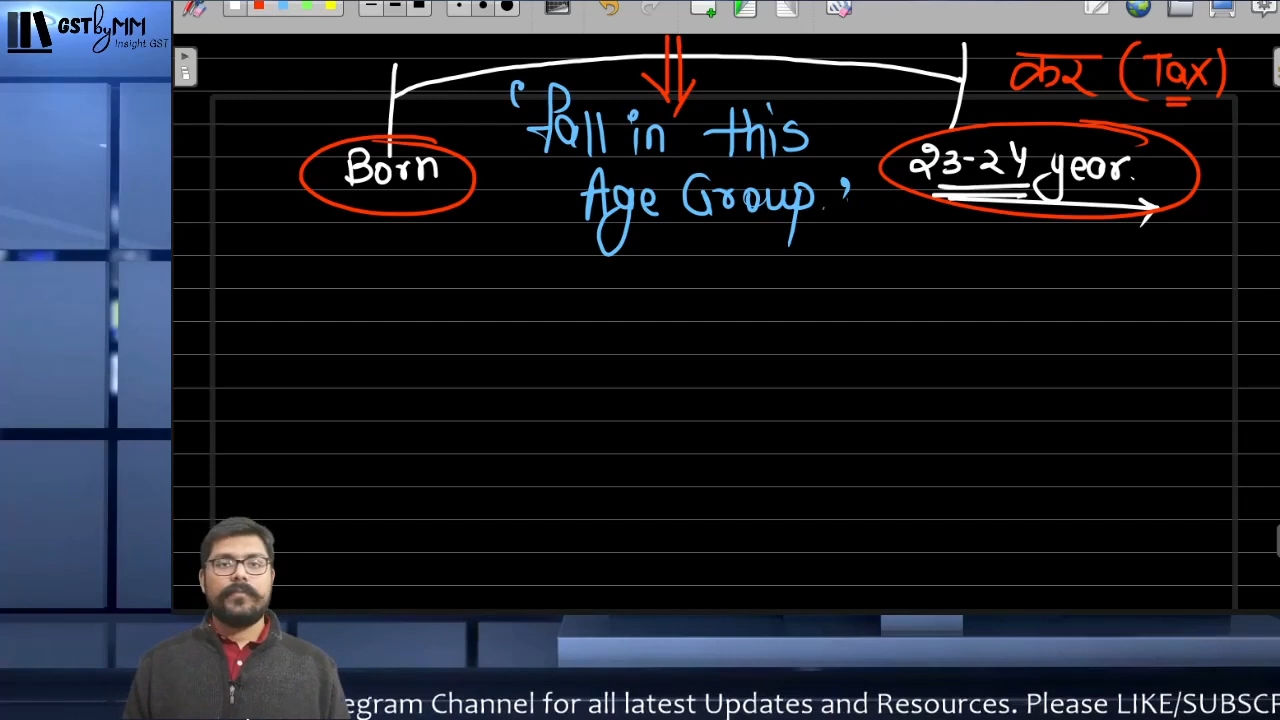 GSTbyMM
Insight GST
कर (Tax)
'fall in this
Age Group.'
Born
23-24 year.
egram Channel for all latest Updates and Resources. Please LIKE/SUBSCR